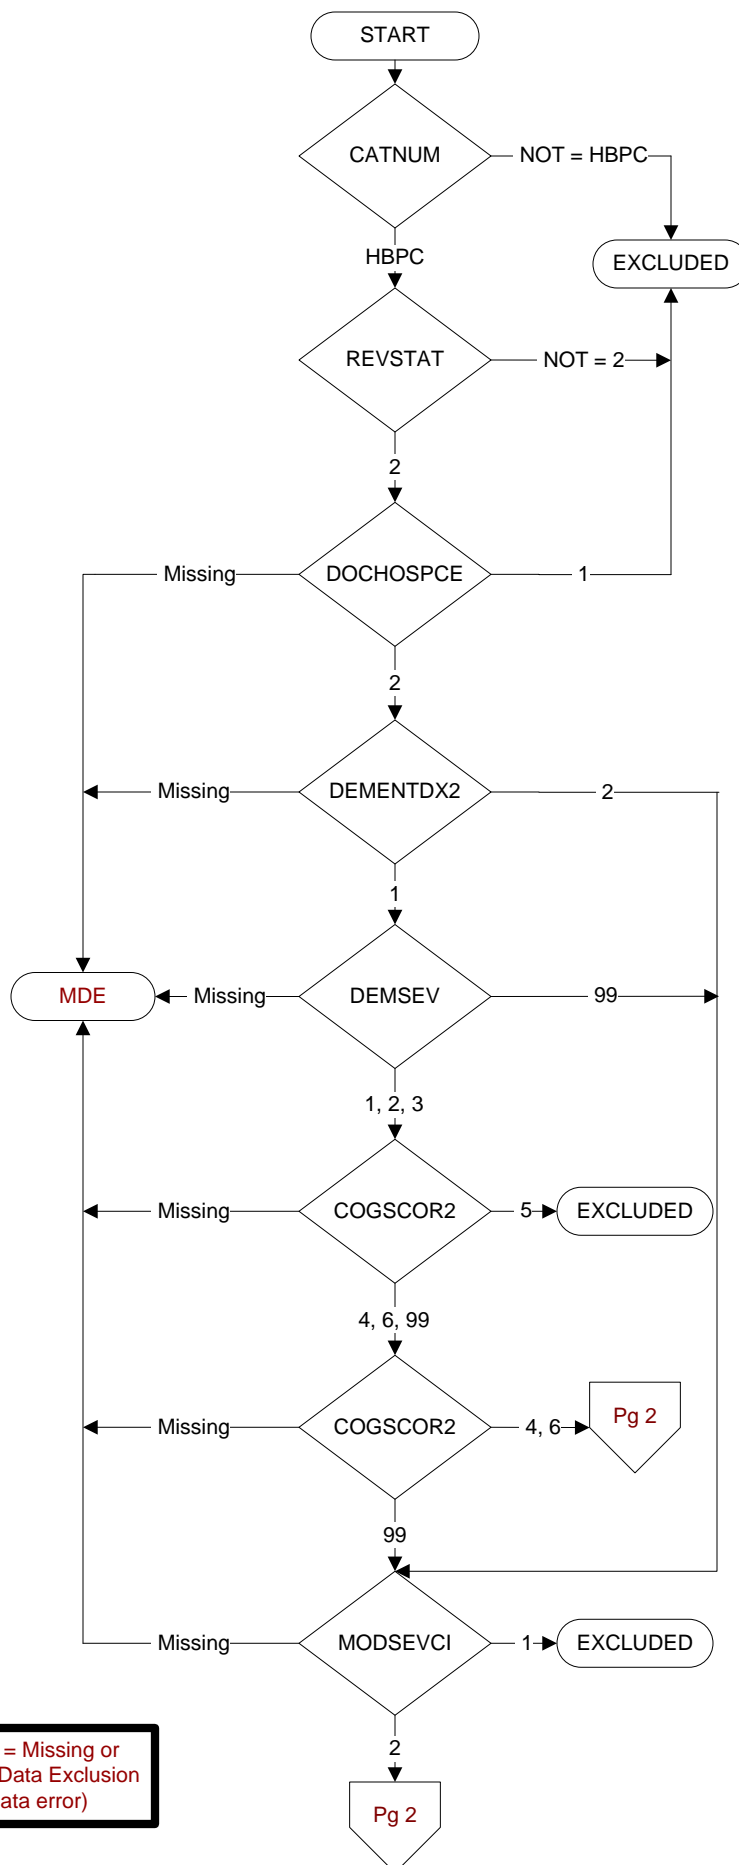 START
CATNUM
NOT = HBPC
HBPC
EXCLUDED
REVSTAT
NOT = 2
2
Missing
DOCHOSPCE
1
2
Missing
DEMENTDX2
2
1
MDE
Missing
DEMSEV
99
1, 2, 3
Missing
COGSCOR2
5
EXCLUDED
4, 6, 99
Missing
COGSCOR2
4, 6
Pg 2
99
Missing
MODSEVCI
1
EXCLUDED
2
Pg 2
= Missing or
Data Exclusion
ata error)